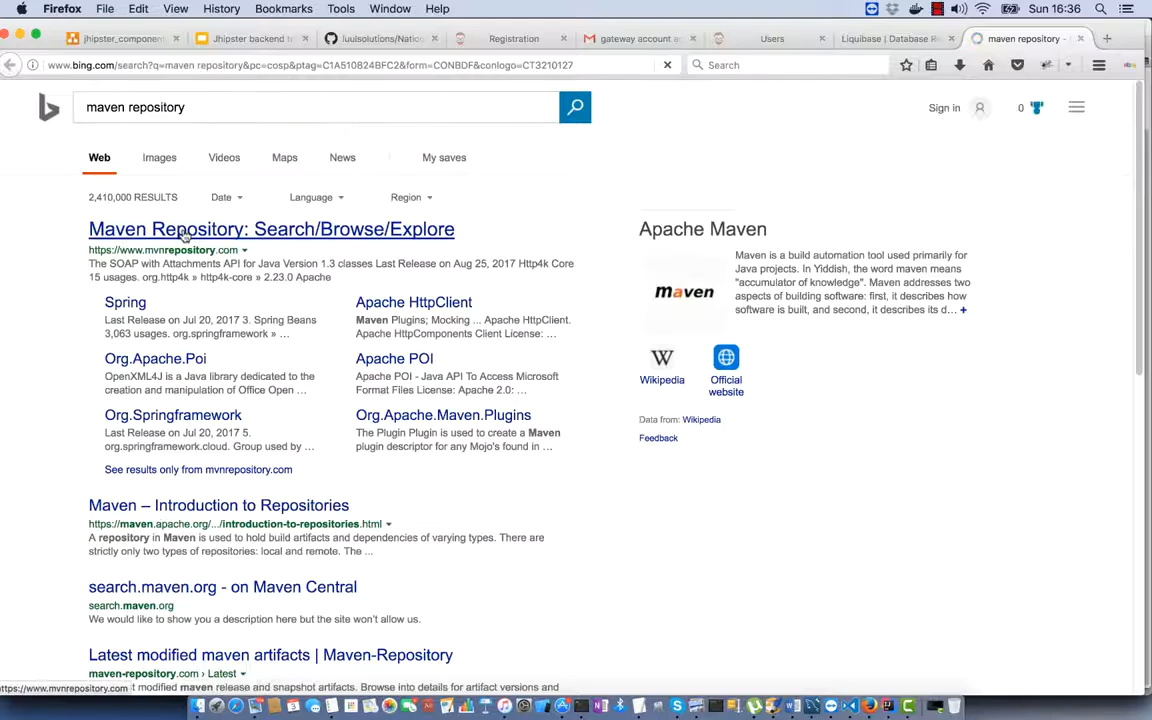 Firefox File Edit View History Bookmarks Tools Window Help Sun 16:36
jhipster_componen Jhipster backend t luulsolutions/Natio Registration gateway account a Users Liquibase | Database R maven repository -
www.bing.com/search?q=maven repository&pc=cosp&ptag=C1A510824BFC2&form=CONBDF&conlogo=CT3210127 Search
maven repository
Sign in 0
Web Images Videos Maps News My saves
2,410,000 RESULTS Date Language Region
Maven Repository: Search/Browse/Explore
https://www.mvnrepository.com
The SOAP with Attachments API for Java Version 1.3 classes Last Release on Aug 25, 2017 Http4k Core
15 usages. org.http4k » http4k-core » 2.23.0 Apache
Spring
Last Release on Jul 20, 2017 3. Spring Beans
3,063 usages. org.springframework » ...
Apache HttpClient
Maven Plugins; Mocking ... Apache HttpClient.
Apache HttpComponents Client License: ...
Org.Apache.Poi
OpenXML4J is a Java library dedicated to the
creation and manipulation of Office Open ...
Apache POI
Apache POI - Java API To Access Microsoft
Format Files License: Apache 2.0: ...
Org.Springframework
Last Release on Jul 20, 2017 5.
org.springframework.cloud. Group used by ...
Org.Apache.Maven.Plugins
The Plugin Plugin is used to create a Maven
plugin descriptor for any Mojo's found in ...
See results only from mvnrepository.com
Maven – Introduction to Repositories
https://maven.apache.org/.../introduction-to-repositories.html
A repository in Maven is used to hold build artifacts and dependencies of varying types. There are
strictly only two types of repositories: local and remote. The ...
search.maven.org - on Maven Central
search.maven.org
We would like to show you a description here but the site won't allow us.
Latest modified maven artifacts | Maven-Repository
maven-repository.com › Latest
modified maven release and snapshot artifacts. Browse into details for artifact versions and
https://www.mvnrepository.com
Apache Maven
maven
Maven is a build automation tool used primarily for
Java projects. In Yiddish, the word maven means
"accumulator of knowledge". Maven addresses two
aspects of building software: first, it describes how
software is built, and second, it describes its d... +
W
Wikipedia
Official
website
Data from: Wikipedia
Feedback